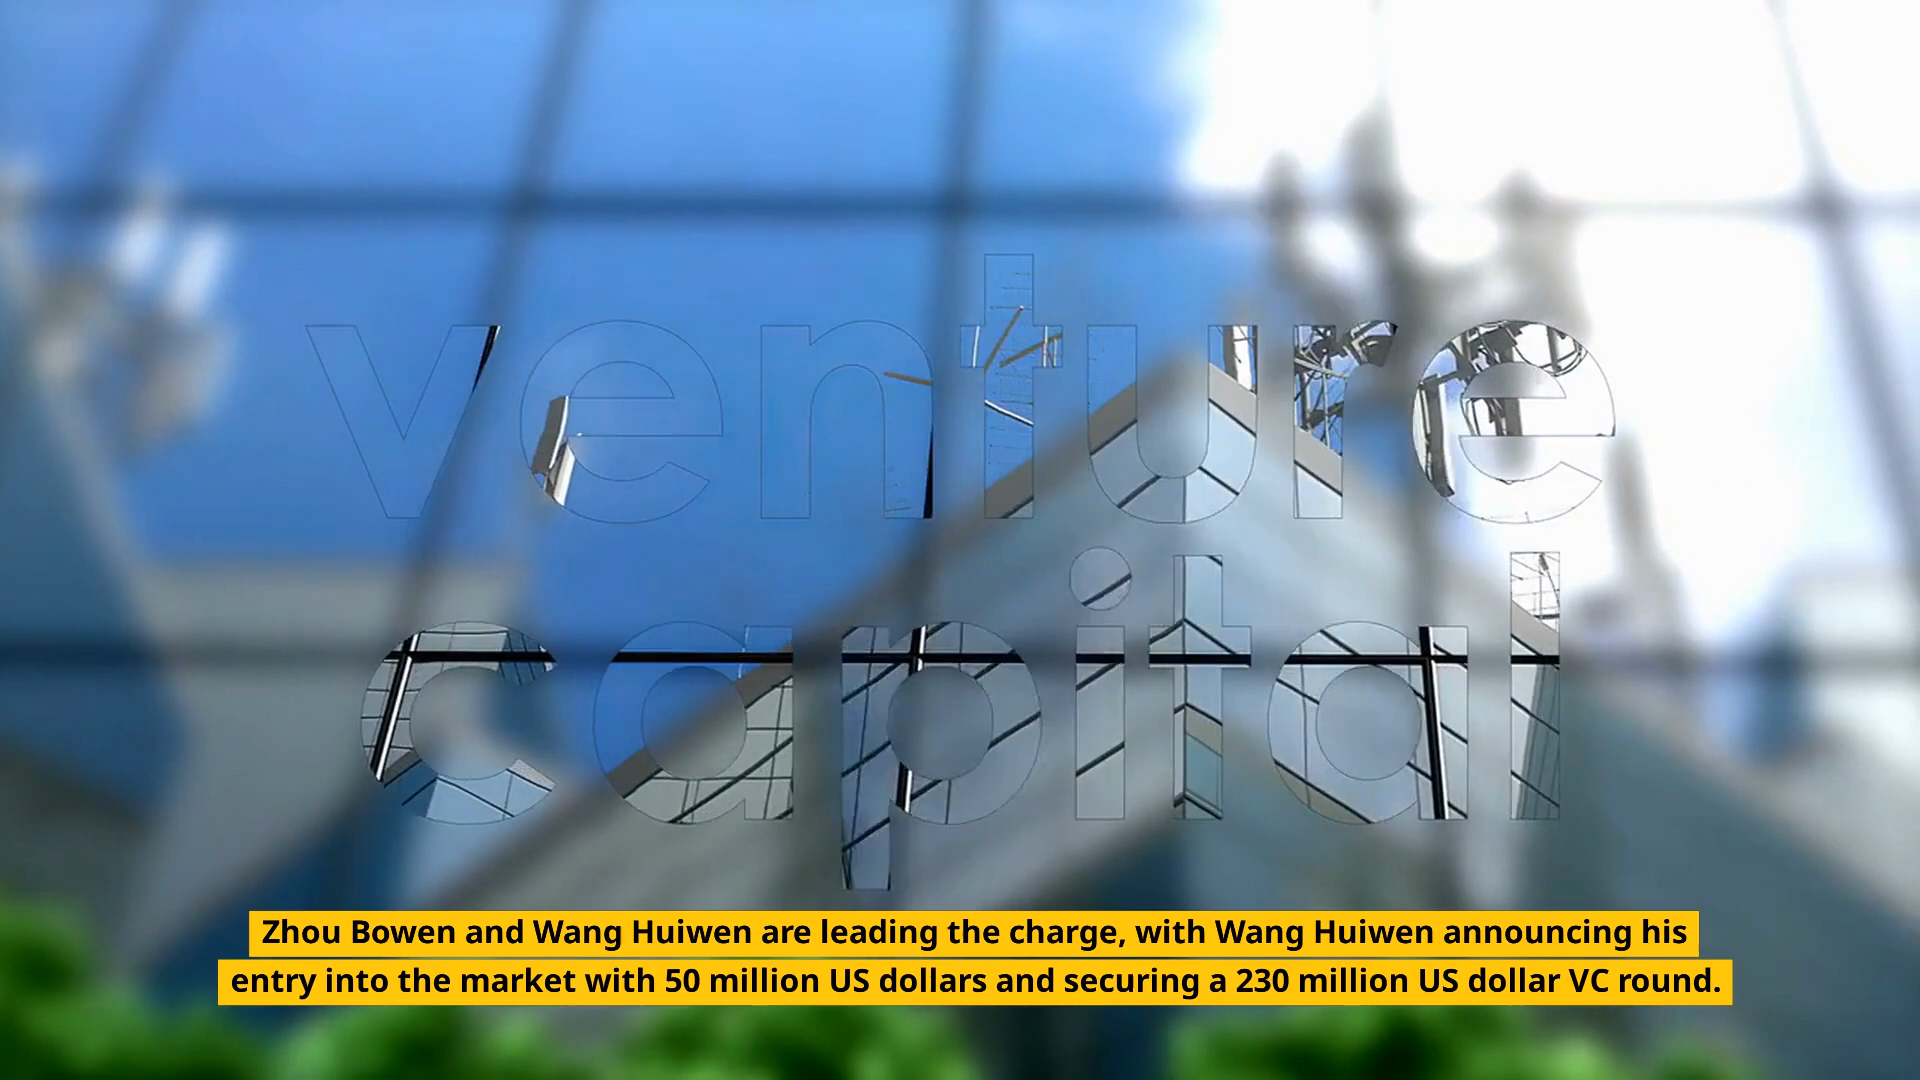 venture
capital
Zhou Bowen and Wang Huiwen are leading the charge, with Wang Huiwen announcing his
entry into the market with 50 million US dollars and securing a 230 million US dollar VC round.